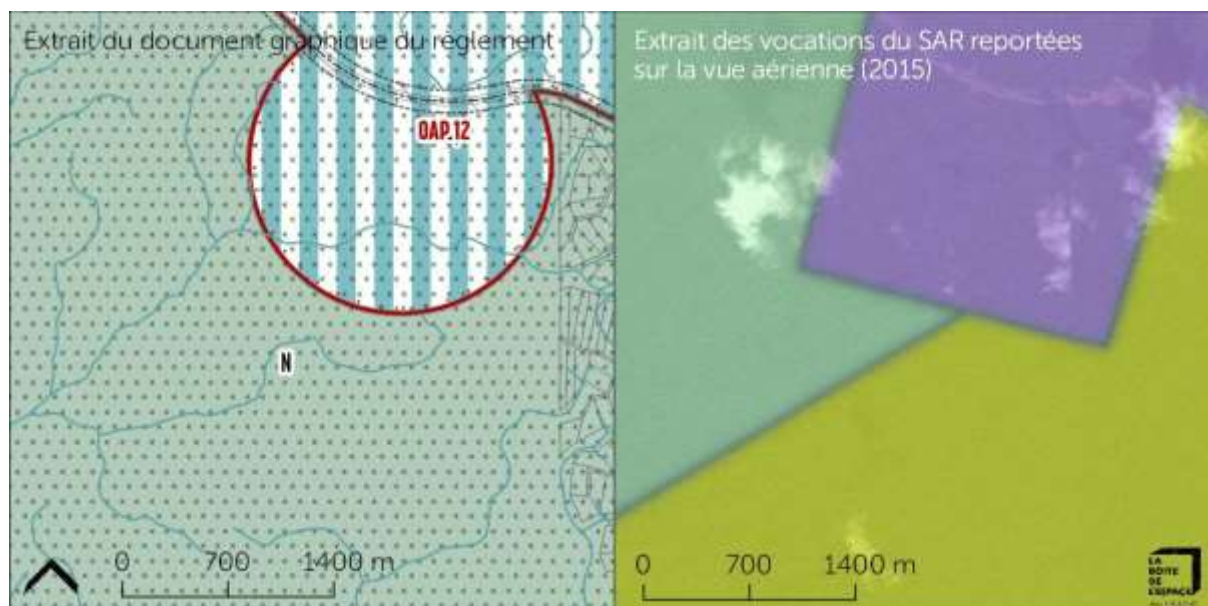 Extrait du document graphique du règlement
OAP.12
N
0 700 1400 m
Extrait des vocations du SAR reportées
sur la vue aérienne (2015)
0 700 1400 m
LA
BOITE
DE
L'ESPACE